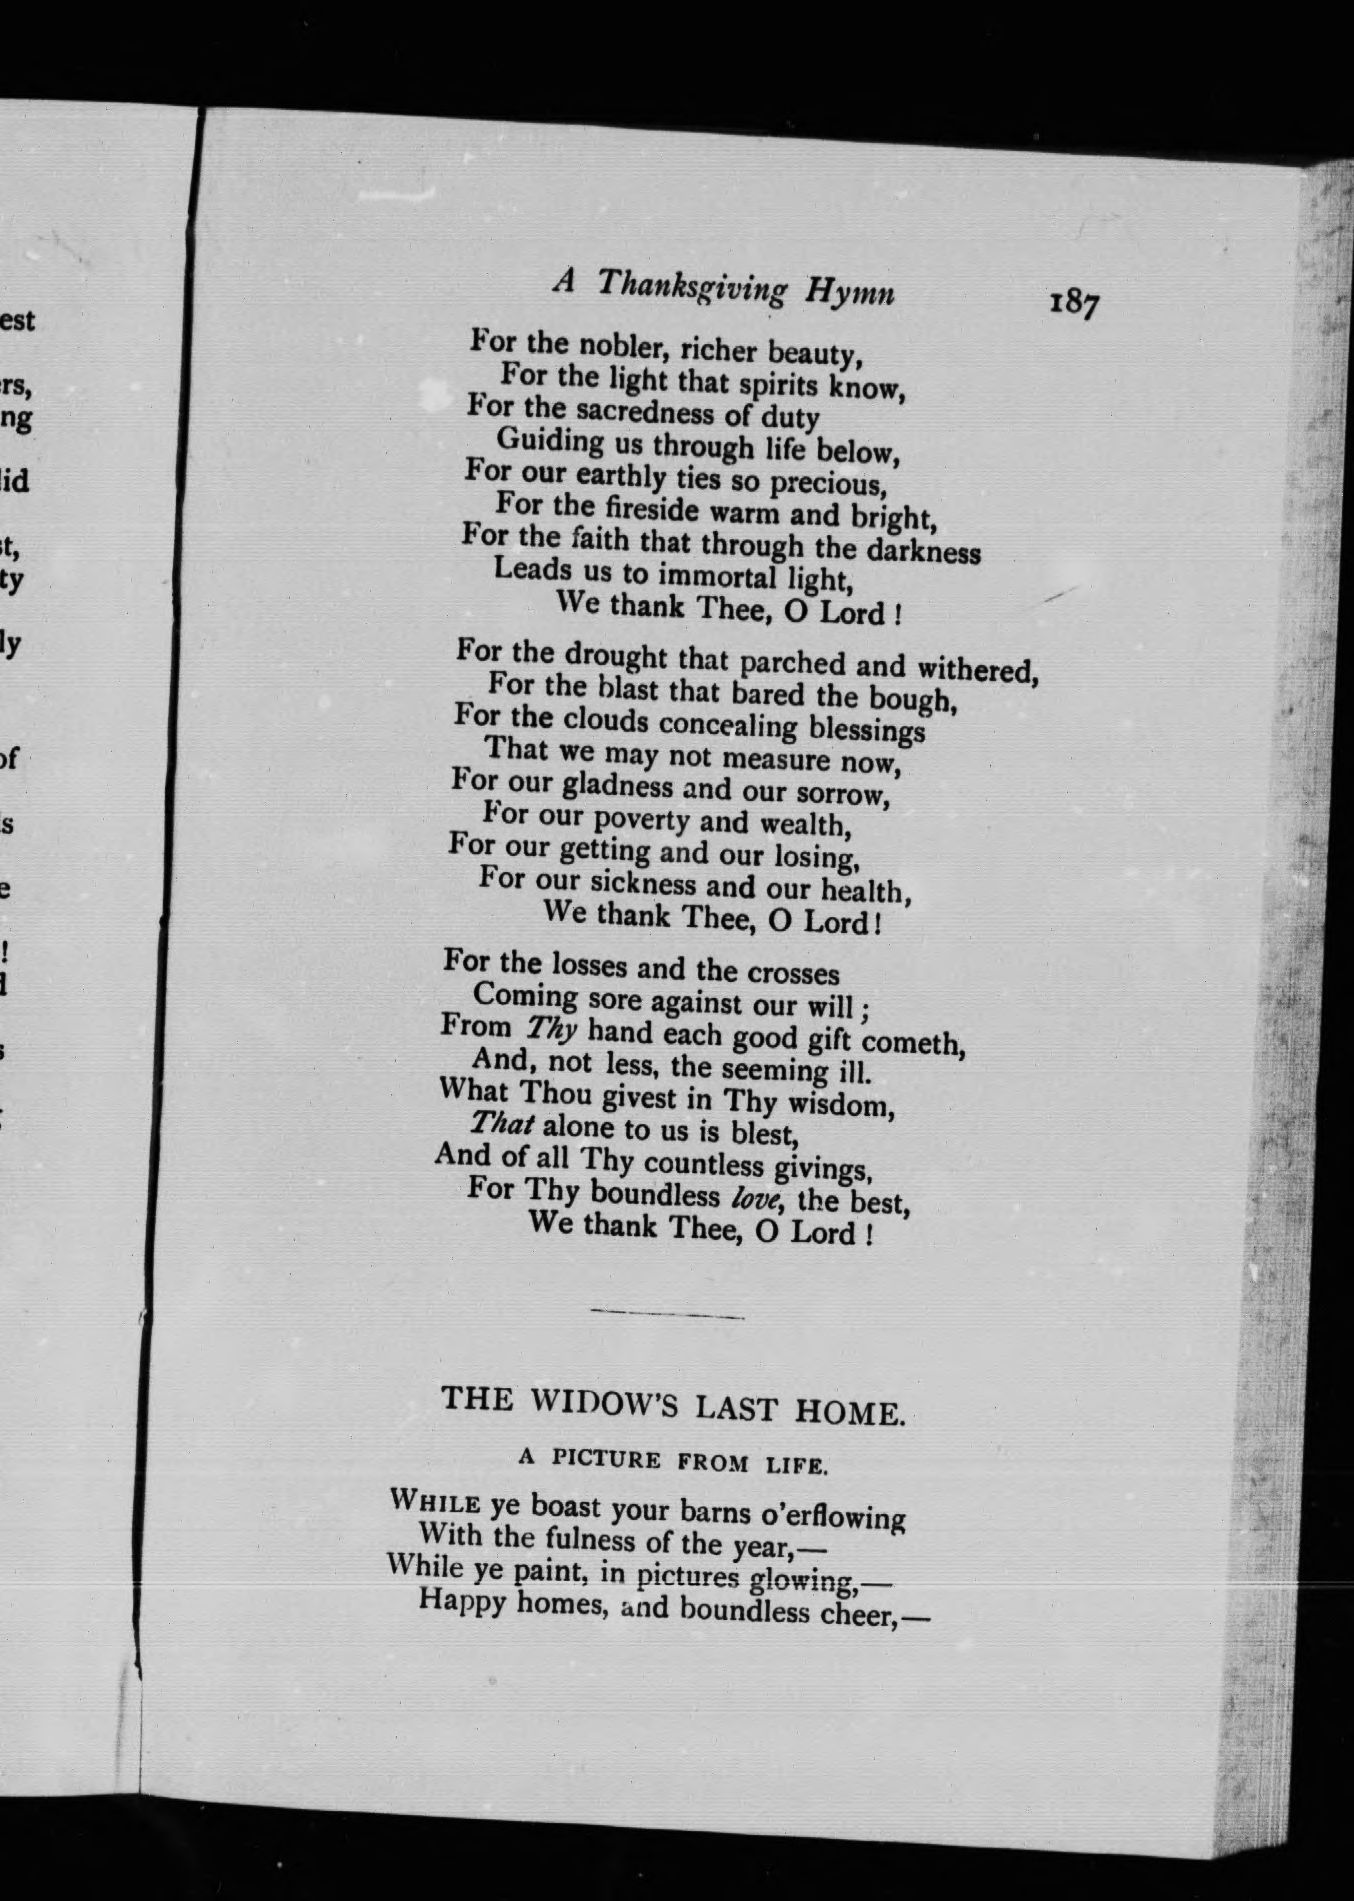 A Thanksgiving Hymn 187
For the nobler, richer beauty,
For the light that spirits know,
For the sacredness of duty
Guiding us through life below,
For our earthly ties so precious,
For the fireside warm and bright,
For the faith that through the darkness
Leads us to immortal light,
We thank Thee, O Lord !
For the drought that parched and withered,
For the blast that bared the bough,
For the clouds concealing blessings
That we may not measure now,
For our gladness and our sorrow,
For our poverty and wealth,
For our getting and our losing,
For our sickness and our health,
We thank Thee, O Lord !
For the losses and the crosses
Coming sore against our will ;
From Thy hand each good gift cometh,
And, not less, the seeming ill.
What Thou givest in Thy wisdom,
That alone to us is blest,
And of all Thy countless givings,
For Thy boundless love, the best,
We thank Thee, O Lord !
THE WIDOW'S LAST HOME.
A PICTURE FROM LIFE.
WHILE ye boast your barns o'erflowing
With the fulness of the year,—
While ye paint, in pictures glowing,—
Happy homes, and boundless cheer,—